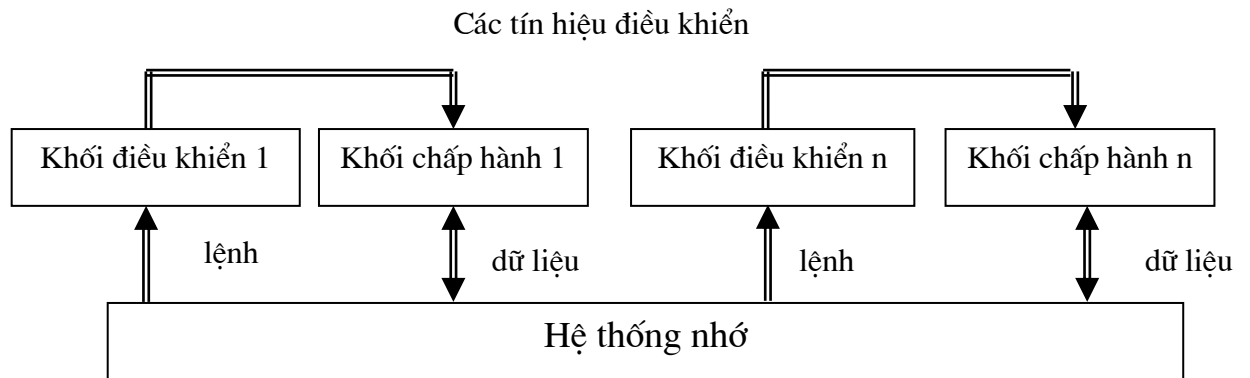 Các tín hiệu điều khiển
Khối điều khiển 1
Khối chấp hành 1
Khối điều khiển n
Khối chấp hành n
lệnh
dữ liệu
lệnh
dữ liệu
Hệ thống nhớ